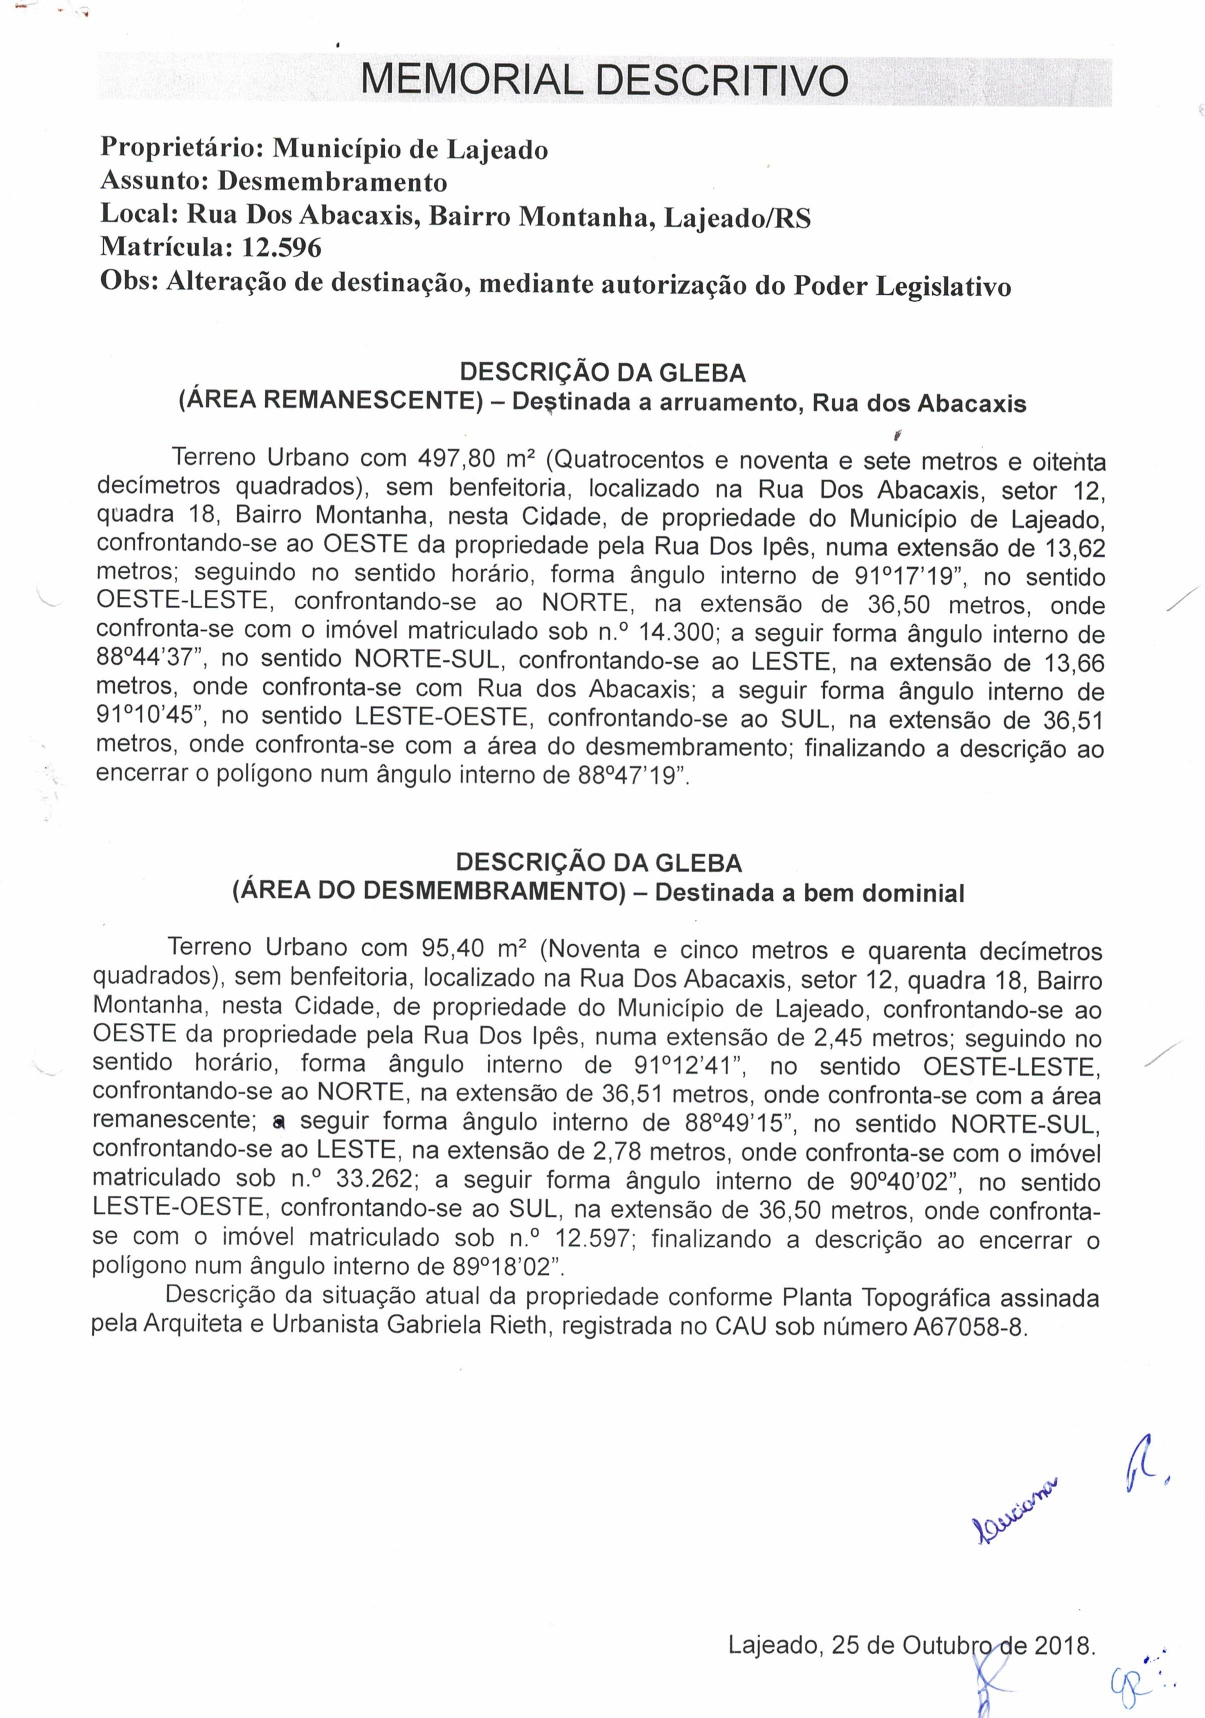 MEMORIAL DESCRITIVO
Proprietário: Município de Lajeado
Assunto: Desmembramento
Local: Rua Dos Abacaxis, Bairro Montanha, Lajeado/RS
Matrícula: 12.596
Obs: Alteração de destinação, mediante autorização do Poder Legislativo
DESCRIÇÃO DA GLEBA
(ÁREA REMANESCENTE) – Destinada a arruamento, Rua dos Abacaxis
Terreno Urbano com 497,80 m² (Quatrocentos e noventa e sete metros e oitenta
decímetros quadrados), sem benfeitoria, localizado na Rua Dos Abacaxis, setor 12,
quadra 18, Bairro Montanha, nesta Cidade, de propriedade do Município de Lajeado,
confrontando-se ao OESTE da propriedade pela Rua Dos Ipês, numa extensão de 13,62
metros; seguindo no sentido horário, forma ângulo interno de 91º17’19”, no sentido
OESTE-LESTE, confrontando-se ao NORTE, na extensão de 36,50 metros, onde
confronta-se com o imóvel matriculado sob n.º 14.300; a seguir forma ângulo interno de
88º44’37”, no sentido NORTE-SUL, confrontando-se ao LESTE, na extensão de 13,66
metros, onde confronta-se com Rua dos Abacaxis; a seguir forma ângulo interno de
91º10’45”, no sentido LESTE-OESTE, confrontando-se ao SUL, na extensão de 36,51
metros, onde confronta-se com a área do desmembramento; finalizando a descrição ao
encerrar o polígono num ângulo interno de 88º47’19”.
DESCRIÇÃO DA GLEBA
(ÁREA DO DESMEMBRAMENTO) – Destinada a bem dominial
Terreno Urbano com 95,40 m² (Noventa e cinco metros e quarenta decímetros
quadrados), sem benfeitoria, localizado na Rua Dos Abacaxis, setor 12, quadra 18, Bairro
Montanha, nesta Cidade, de propriedade do Município de Lajeado, confrontando-se ao
OESTE da propriedade pela Rua Dos Ipês, numa extensão de 2,45 metros; seguindo no
sentido horário, forma ângulo interno de 91º12’41”, no sentido OESTE-LESTE,
confrontando-se ao NORTE, na extensão de 36,51 metros, onde confronta-se com a área
remanescente; a seguir forma ângulo interno de 88º49’15”, no sentido NORTE-SUL,
confrontando-se ao LESTE, na extensão de 2,78 metros, onde confronta-se com o imóvel
matriculado sob n.º 33.262; a seguir forma ângulo interno de 90º40’02”, no sentido
LESTE-OESTE, confrontando-se ao SUL, na extensão de 36,50 metros, onde confronta-
se com o imóvel matriculado sob n.º 12.597; finalizando a descrição ao encerrar o
polígono num ângulo interno de 89º18’02”.
Descrição da situação atual da propriedade conforme Planta Topográfica assinada
pela Arquiteta e Urbanista Gabriela Rieth, registrada no CAU sob número A67058-8.
Luciana
Lajeado, 25 de Outubro de 2018.